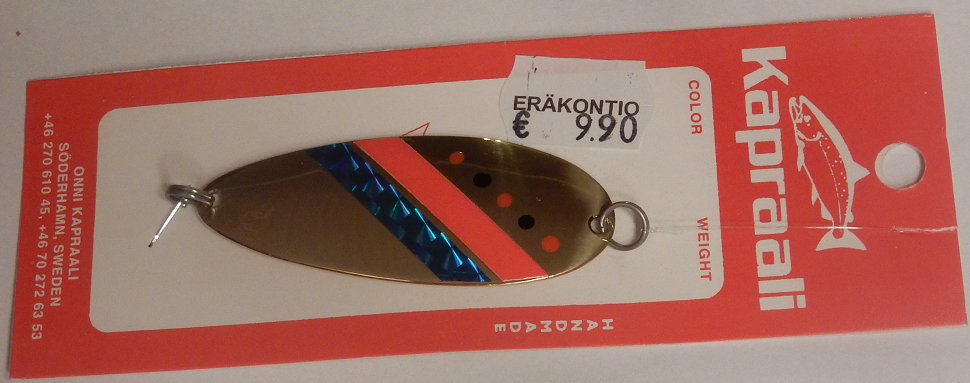 Kapraali
COLOR
WEIGHT
ERÄKONTIO
€ 9.90
HANDMADE
ONNI KAPRAALI
SÖDERHAMN, SWEDEN
+46 270 610 45, +46 70 272 63 53